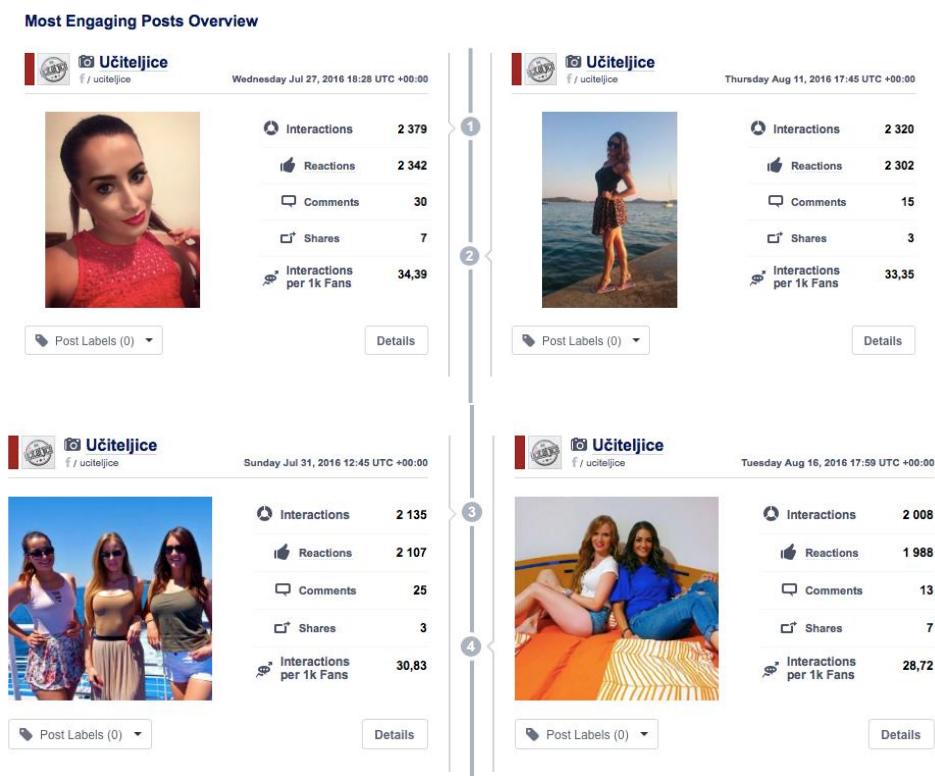 Most Engaging Posts Overview
Učiteljice
f / uciteljice
Wednesday Jul 27, 2016 18:28 UTC +00:00
Interactions 2 379
Reactions 2 342
Comments 30
Shares 7
Interactions per 1k Fans 34,39
Post Labels (0)
Details
1
Učiteljice
f / uciteljice
Thursday Aug 11, 2016 17:45 UTC +00:00
Interactions 2 320
Reactions 2 302
Comments 15
Shares 3
Interactions per 1k Fans 33,35
Post Labels (0)
Details
2
Učiteljice
f / uciteljice
Sunday Jul 31, 2016 12:45 UTC +00:00
Interactions 2 135
Reactions 2 107
Comments 25
Shares 3
Interactions per 1k Fans 30,83
Post Labels (0)
Details
3
Učiteljice
f / uciteljice
Tuesday Aug 16, 2016 17:59 UTC +00:00
Interactions 2 008
Reactions 1 988
Comments 13
Shares 7
Interactions per 1k Fans 28,72
Post Labels (0)
Details
4